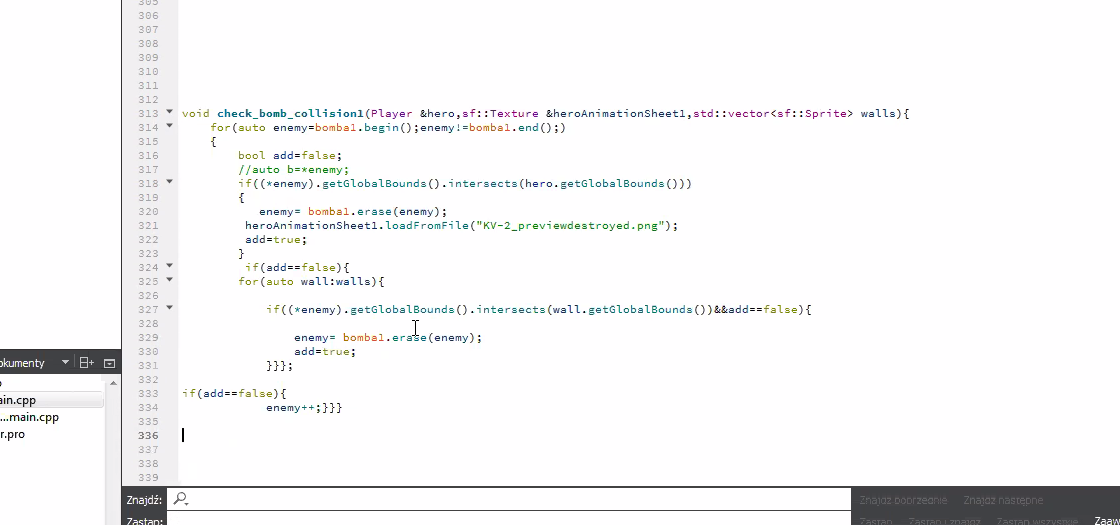 305
306
307
308
309
310
311
312
313 void check_bomb_collision1(Player &hero,sf::Texture &heroAnimationSheet1,std::vector<sf::Sprite> walls){
314 for(auto enemy=bomba1.begin();enemy!=bomba1.end();)
315 {
316 bool add=false;
317 //auto b=*enemy;
318 if((*enemy).getGlobalBounds().intersects(hero.getGlobalBounds()))
319 {
320 enemy= bomba1.erase(enemy);
321 heroAnimationSheet1.loadFromFile("KV-2_previewdestroyed.png");
322 add=true;
323 }
324 if(add==false){
325 for(auto wall:walls){
326
327 if((*enemy).getGlobalBounds().intersects(wall.getGlobalBounds())&&add==false){
328
329 enemy= bomba1.erase(enemy);
330 add=true;
331 }}};
332
333 if(add==false){
334 enemy++;}}}
335
336
337
338
339
okumenty
ain.cpp
...main.cpp
r.pro
Znajdź:
Znajdź poprzednie Znajdź następne
Zastąp:
Zastąp Zastąp i znajdź Zastąp wszystkie Zaaw